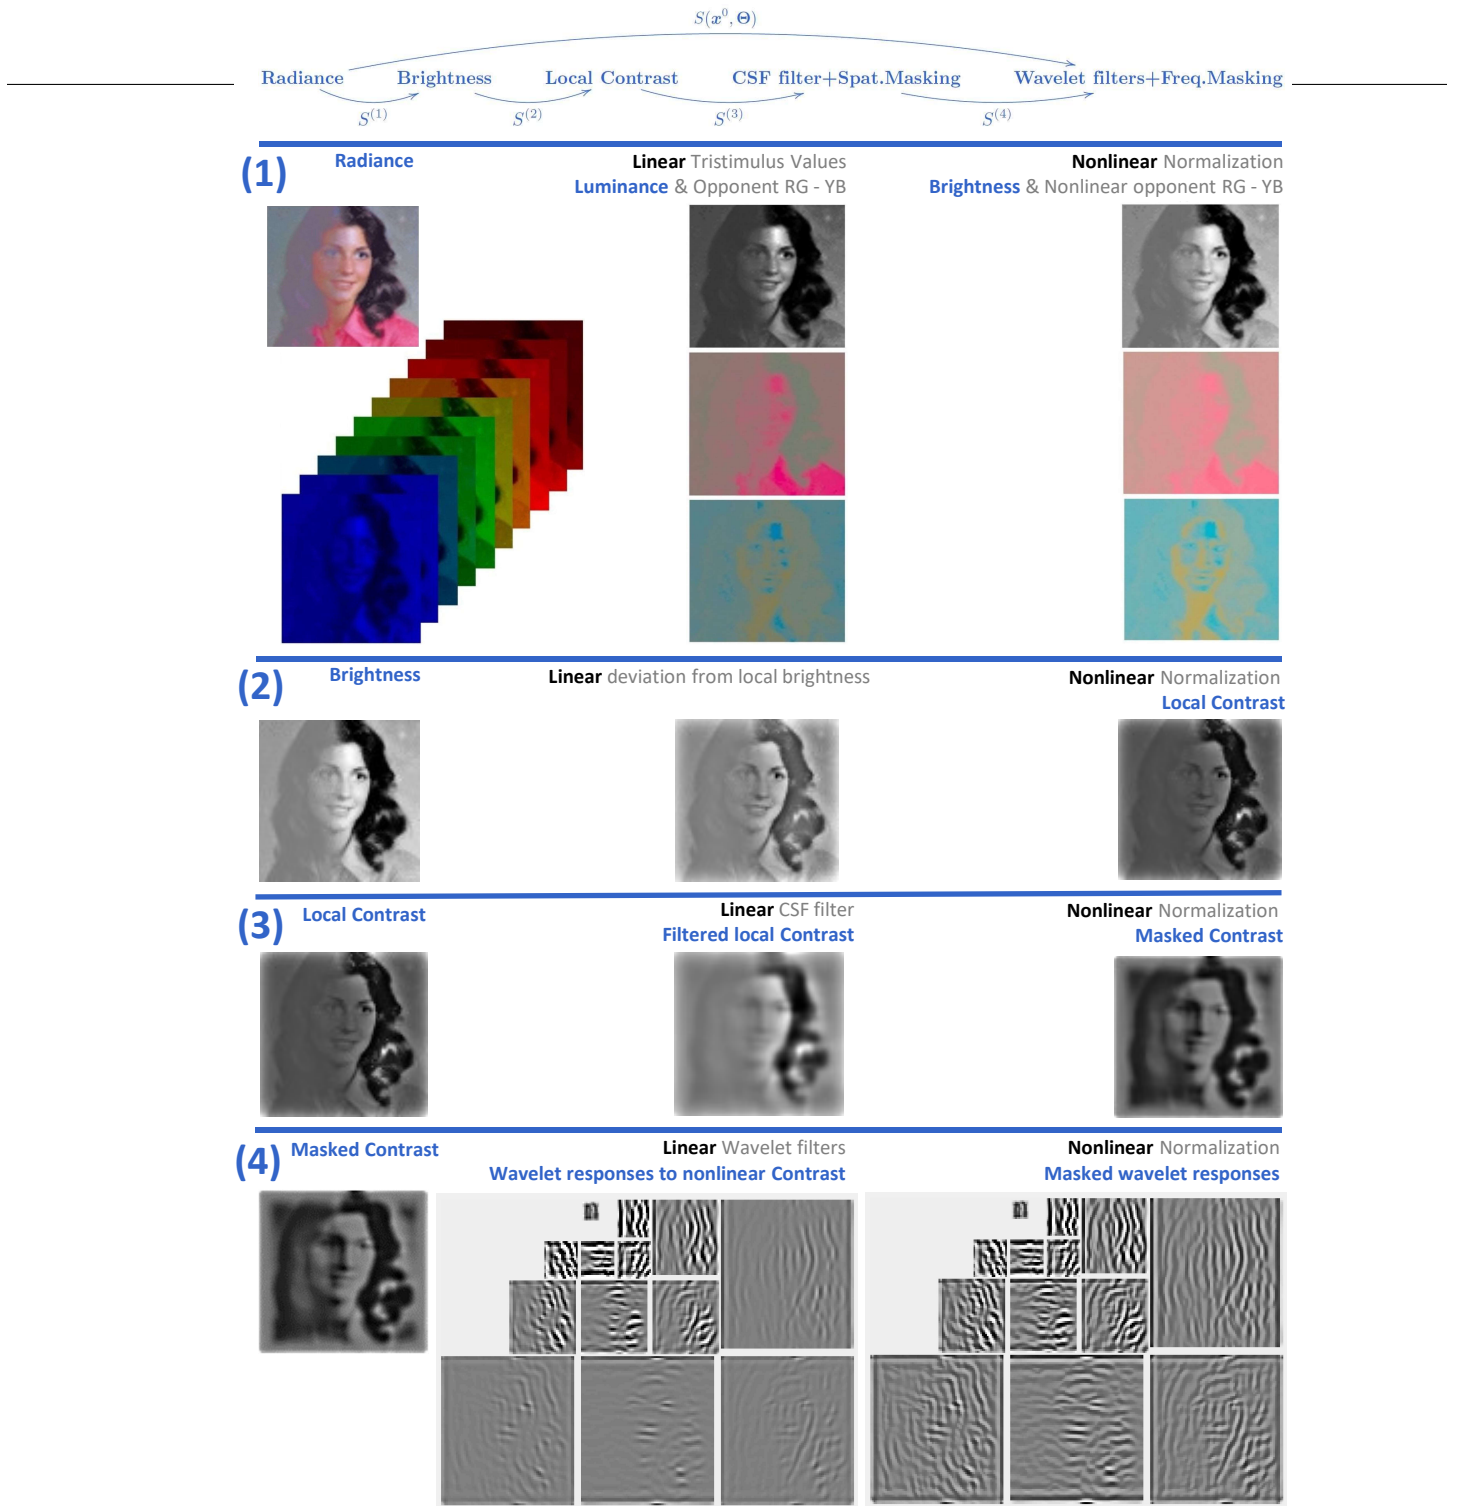 S(x⁰, Θ)
Radiance Brightness Local Contrast CSF filter+Spat.Masking Wavelet filters+Freq.Masking
S⁽¹⁾ S⁽²⁾ S⁽³⁾ S⁽⁴⁾
(1) Radiance Linear Tristimulus Values Nonlinear Normalization
Luminance & Opponent RG - YB Brightness & Nonlinear opponent RG - YB
(2) Brightness Linear deviation from local brightness Nonlinear Normalization
Local Contrast
(3) Local Contrast Linear CSF filter Nonlinear Normalization
Filtered local Contrast Masked Contrast
(4) Masked Contrast Linear Wavelet filters Nonlinear Normalization
Wavelet responses to nonlinear Contrast Masked wavelet responses